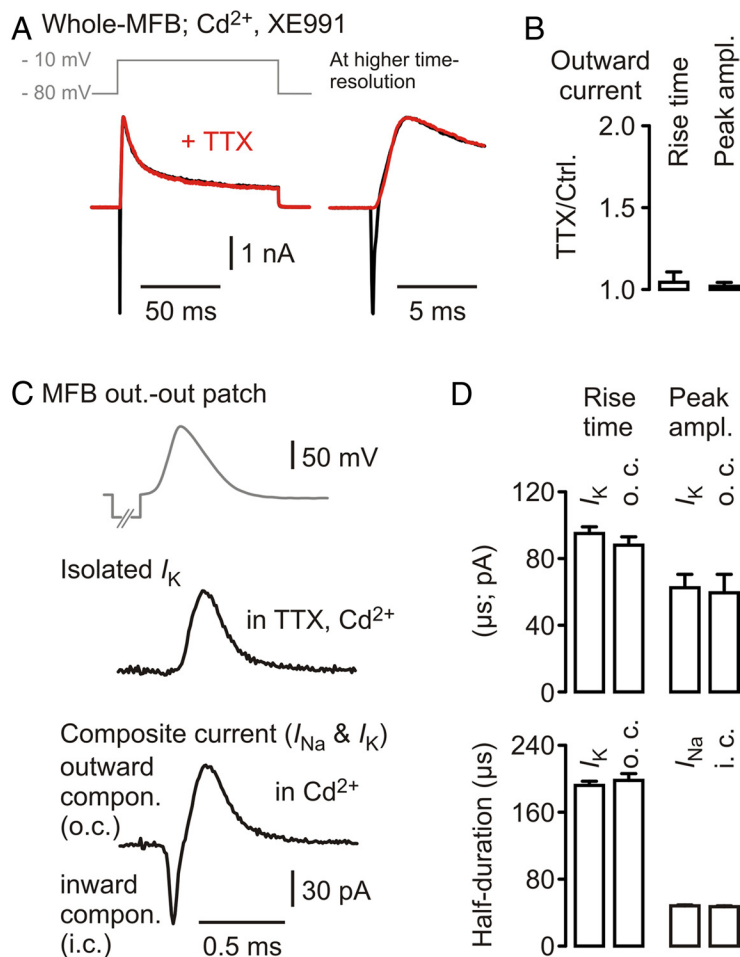 A Whole-MFB; Cd2+, XE991
- 10 mV
- 80 mV
At higher time-
resolution
+ TTX
1 nA
50 ms
5 ms
B
Outward
current
Rise time
Peak ampl.
TTX/Ctrl.
2.0
1.5
1.0
C MFB out.-out patch
50 mV
Isolated IK
in TTX, Cd2+
Composite current (INa & IK)
outward
compon.
(o.c.)
in Cd2+
inward
compon.
(i.c.)
30 pA
0.5 ms
D
Rise
time
Peak
ampl.
IK
o. c.
IK
o. c.
(µs; pA)
120
80
40
0
IK
o. c.
INa
i. c.
Half-duration (µs)
240
160
80
0